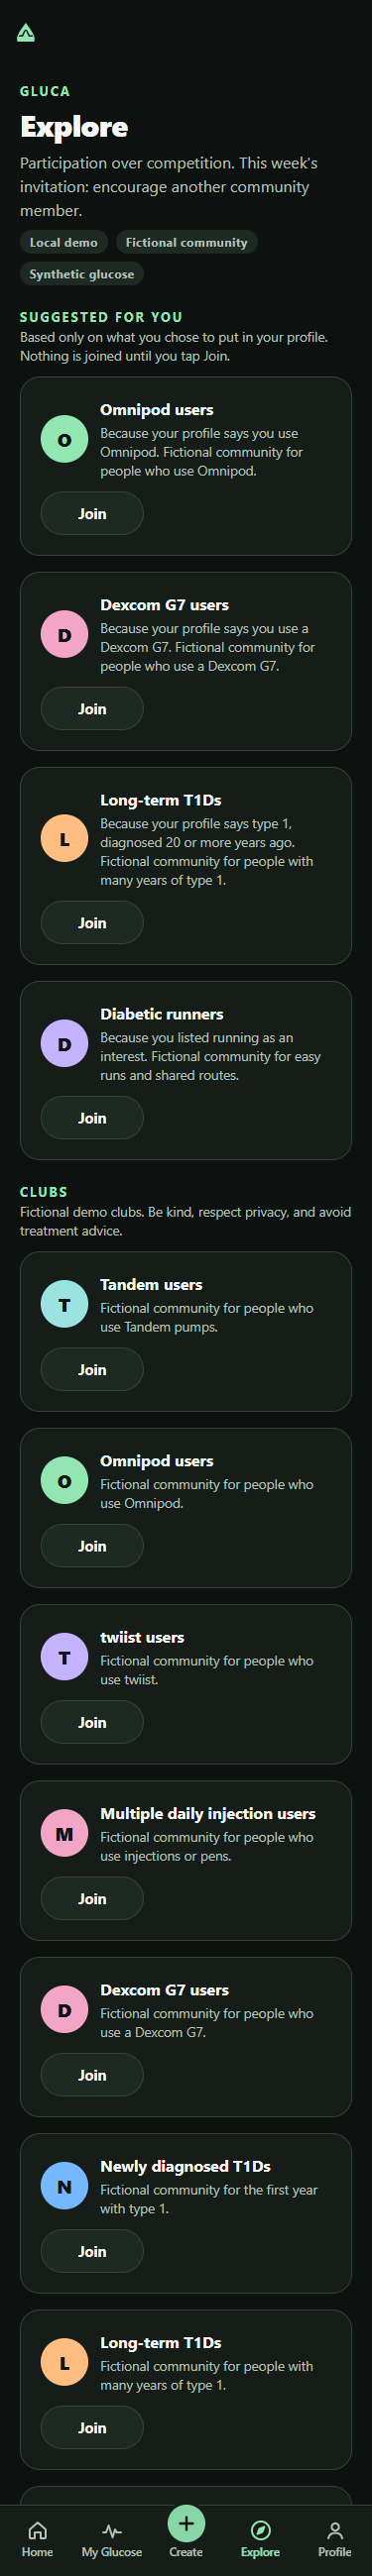 GLUCA
Explore
Participation over competition. This week's
invitation: encourage another community
member.
Local demo
Fictional community
Synthetic glucose
SUGGESTED FOR YOU
Based only on what you chose to put in your profile.
Nothing is joined until you tap Join.
O
Omnipod users
Because your profile says you use
Omnipod. Fictional community for
people who use Omnipod.
Join
D
Dexcom G7 users
Because your profile says you use a
Dexcom G7. Fictional community for
people who use a Dexcom G7.
Join
L
Long-term T1Ds
Because your profile says type 1,
diagnosed 20 or more years ago.
Fictional community for people with
many years of type 1.
Join
D
Diabetic runners
Because you listed running as an
interest. Fictional community for easy
runs and shared routes.
Join
CLUBS
Fictional demo clubs. Be kind, respect privacy, and avoid
treatment advice.
T
Tandem users
Fictional community for people who
use Tandem pumps.
Join
O
Omnipod users
Fictional community for people who
use Omnipod.
Join
T
twiist users
Fictional community for people who
use twiist.
Join
M
Multiple daily injection users
Fictional community for people who
use injections or pens.
Join
D
Dexcom G7 users
Fictional community for people who
use a Dexcom G7.
Join
N
Newly diagnosed T1Ds
Fictional community for the first year
with type 1.
Join
L
Long-term T1Ds
Fictional community for people with
many years of type 1.
Join
Home
My Glucose
Create
Explore
Profile